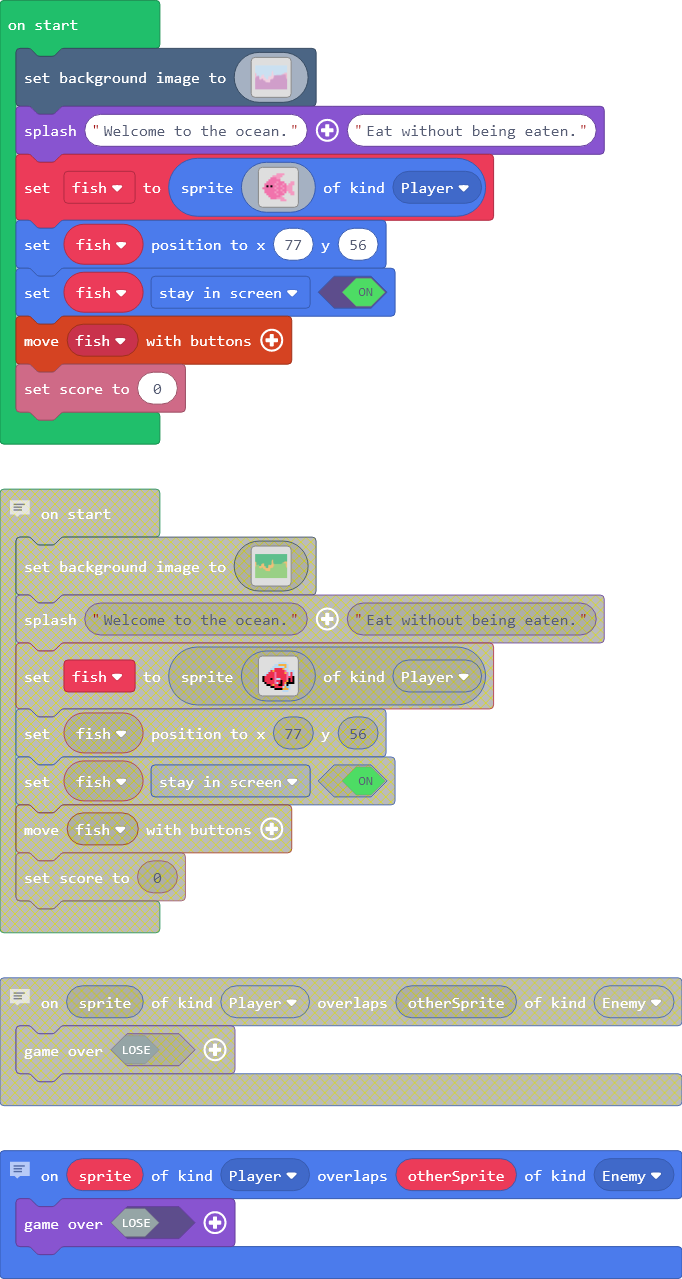 on start
set background image to
splash "Welcome to the ocean." "Eat without being eaten."
set fish to sprite of kind Player
set fish position to x 77 y 56
set fish stay in screen ON
move fish with buttons
set score to 0
on start
set background image to
splash "Welcome to the ocean." "Eat without being eaten."
set fish to sprite of kind Player
set fish position to x 77 y 56
set fish stay in screen ON
move fish with buttons
set score to 0
on sprite of kind Player overlaps otherSprite of kind Enemy
game over LOSE
on sprite of kind Player overlaps otherSprite of kind Enemy
game over LOSE